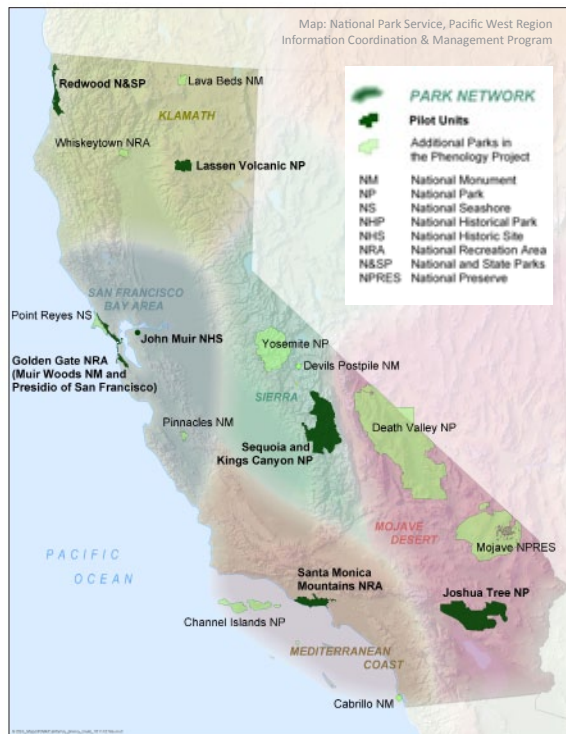 Map: National Park Service, Pacific West Region
Information Coordination & Management Program
Redwood N&SP
Lava Beds NM
KLAMATH
Whiskeytown NRA
Lassen Volcanic NP
PARK NETWORK
Pilot Units
Additional Parks in
the Phenology Project
NM National Monument
NP National Park
NS National Seashore
NHP National Historical Park
NHS National Historic Site
NRA National Recreation Area
N&SP National and State Parks
NPRES National Preserve
SAN FRANCISCO
BAY AREA
Point Reyes NS
John Muir NHS
Yosemite NP
Golden Gate NRA
(Muir Woods NM and
Presidio of San Francisco)
Devils Postpile NM
SIERRA
Death Valley NP
Pinnacles NM
Sequoia and
Kings Canyon NP
MOJAVE
DESERT
Mojave NPRES
PACIFIC
OCEAN
Santa Monica
Mountains NRA
Joshua Tree NP
Channel Islands NP
MEDITERRANEAN
COAST
Cabrillo NM